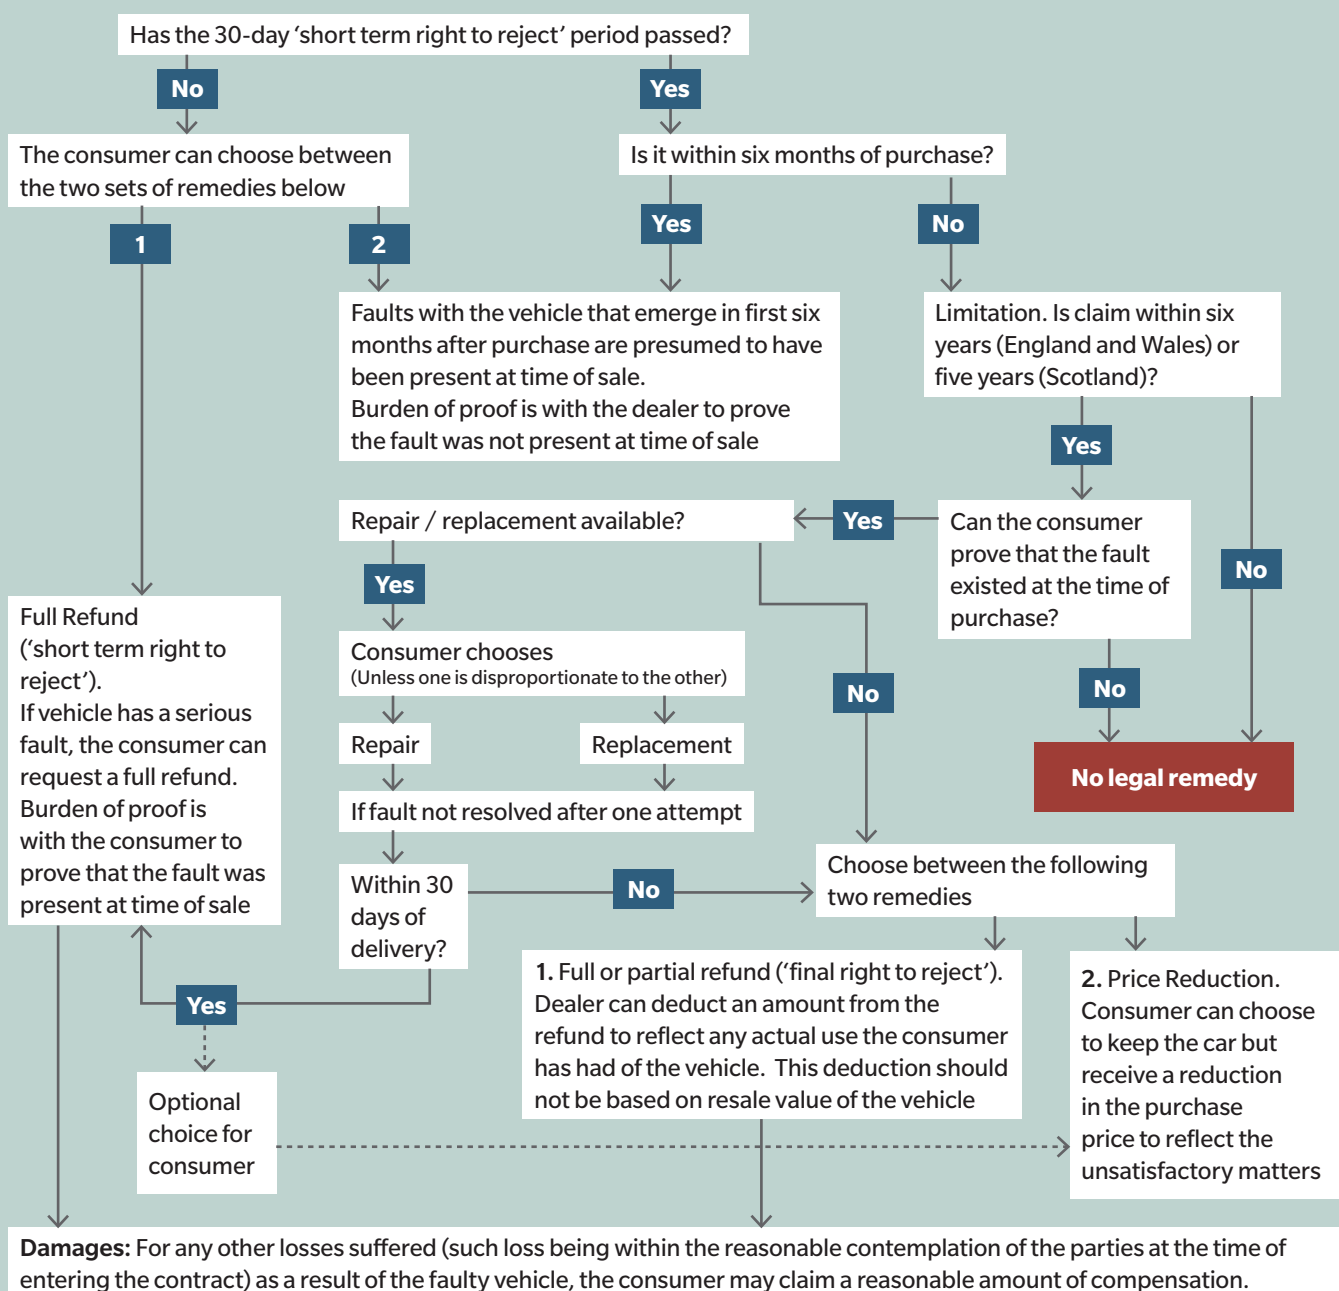 Has the 30-day ‘short term right to reject’ period passed?
No
Yes
The consumer can choose between
the two sets of remedies below
Is it within six months of purchase?
1
2
Yes
No
Faults with the vehicle that emerge in first six
months after purchase are presumed to have
been present at time of sale.
Burden of proof is with the dealer to prove
the fault was not present at time of sale
Limitation. Is claim within six
years (England and Wales) or
five years (Scotland)?
Yes
No
Repair / replacement available?
Yes
Can the consumer
prove that the fault
existed at the time of
purchase?
Yes
No
No
Full Refund
(‘short term right to
reject’).
If vehicle has a serious
fault, the consumer can
request a full refund.
Burden of proof is
with the consumer to
prove that the fault was
present at time of sale
Consumer chooses
(Unless one is disproportionate to the other)
Repair
Replacement
If fault not resolved after one attempt
No legal remedy
Within 30
days of
delivery?
No
Choose between the following
two remedies
Yes
Optional
choice for
consumer
1. Full or partial refund (‘final right to reject’).
Dealer can deduct an amount from the
refund to reflect any actual use the consumer
has had of the vehicle. This deduction should
not be based on resale value of the vehicle
2. Price Reduction.
Consumer can choose
to keep the car but
receive a reduction
in the purchase
price to reflect the
unsatisfactory matters
Damages: For any other losses suffered (such loss being within the reasonable contemplation of the parties at the time of
entering the contract) as a result of the faulty vehicle, the consumer may claim a reasonable amount of compensation.